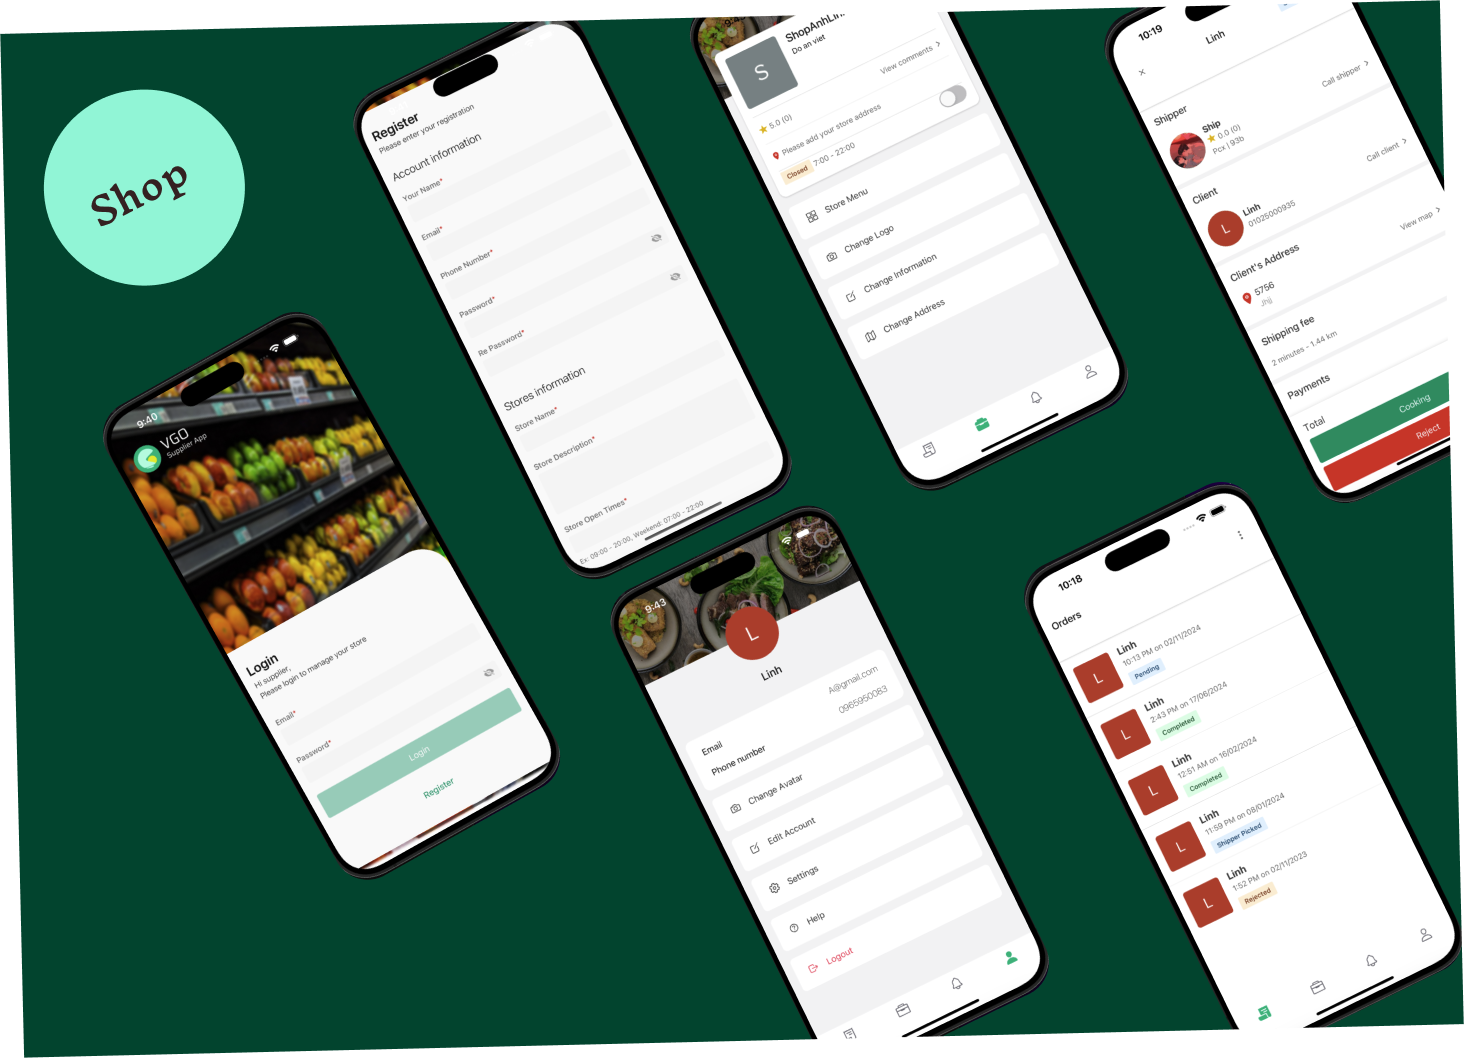 Shop
9:40
VGO
Supplier App
Login
Hi supplier,
Please login to manage your store
Email*
Password*
Login
Register
Register
Please enter your registration
Account information
Your Name*
Email*
Phone Number*
Password*
Re Password*
Stores information
Store Name*
Store Description*
Store Open Times*
Ex: 09:00 - 20:00, Weekend: 07:00 - 22:00
S
Do an viet
View comments
5.0 (0)
Please add your store address
Closed 7:00 - 22:00
Store Menu
Change Logo
Change Information
Change Address
9:43
L
Linh
Email A@gmail.com
Phone number 0965950083
Change Avatar
Edit Account
Settings
Help
Logout
10:19
Linh
Shipper
Call shipper
Ship
0.0 (0)
Pcx | 93b
Client
Call client
L
Linh
01025000935
Client's Address
View map
5756
Jhjj
Shipping fee
2 minutes - 1.44 km
Payments
Total
Cooking
Reject
10:18
Orders
L
Linh
10:13 PM on 02/11/2024
Pending
L
Linh
2:43 PM on 17/06/2024
Completed
L
Linh
12:51 AM on 16/02/2024
Completed
L
Linh
11:59 PM on 08/01/2024
Shipper Picked
L
Linh
1:52 PM on 02/11/2023
Rejected